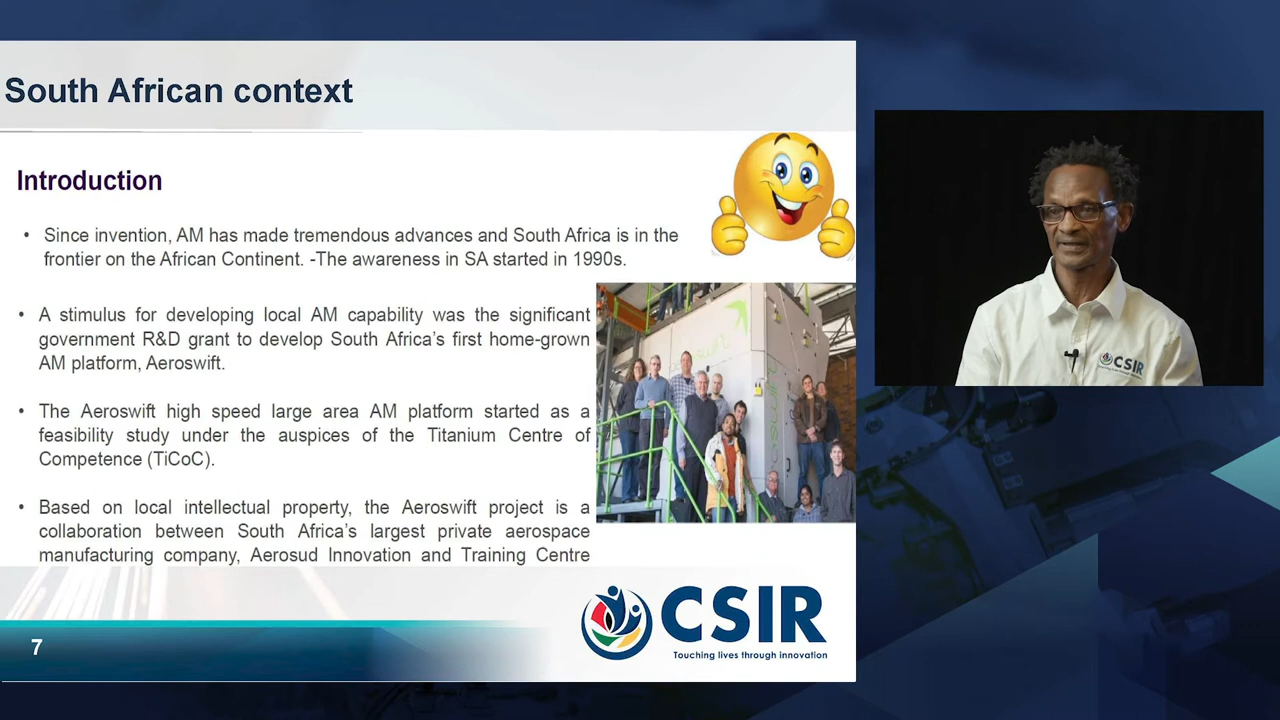 South African context
Introduction
• Since invention, AM has made tremendous advances and South Africa is in the
frontier on the African Continent. -The awareness in SA started in 1990s.
• A stimulus for developing local AM capability was the significant
government R&D grant to develop South Africa's first home-grown
AM platform, Aeroswift.
• The Aeroswift high speed large area AM platform started as a
feasibility study under the auspices of the Titanium Centre of
Competence (TiCoC).
• Based on local intellectual property, the Aeroswift project is a
collaboration between South Africa's largest private aerospace
manufacturing company, Aerosud Innovation and Training Centre
CSIR
Touching lives through innovation
7
CSIR